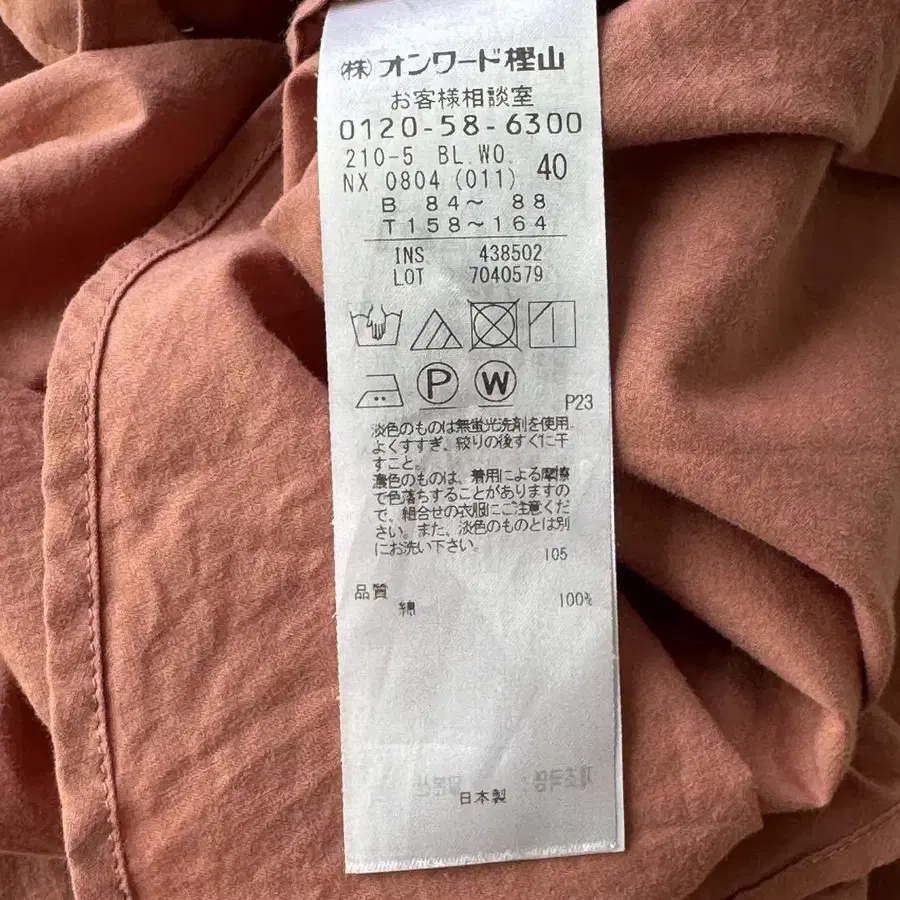 (株)オンワード樫山
お客様相談室
0120-58-6300
210-5 BL.WO. 40
NX 0804 (011)
B 84〜 88
T158〜164
INS 438502
LOT 7040579
P W
P23
淡色のものは無蛍光洗剤を使用。
よくすすぎ、絞りの後すぐに干
すこと。
濃色のものは、着用による摩擦
で色落ちすることがありますの
で、組合せの衣服にご注意くだ
さい。また、淡色のものとは別
にお洗い下さい。
105
品質
綿 100%
日本製